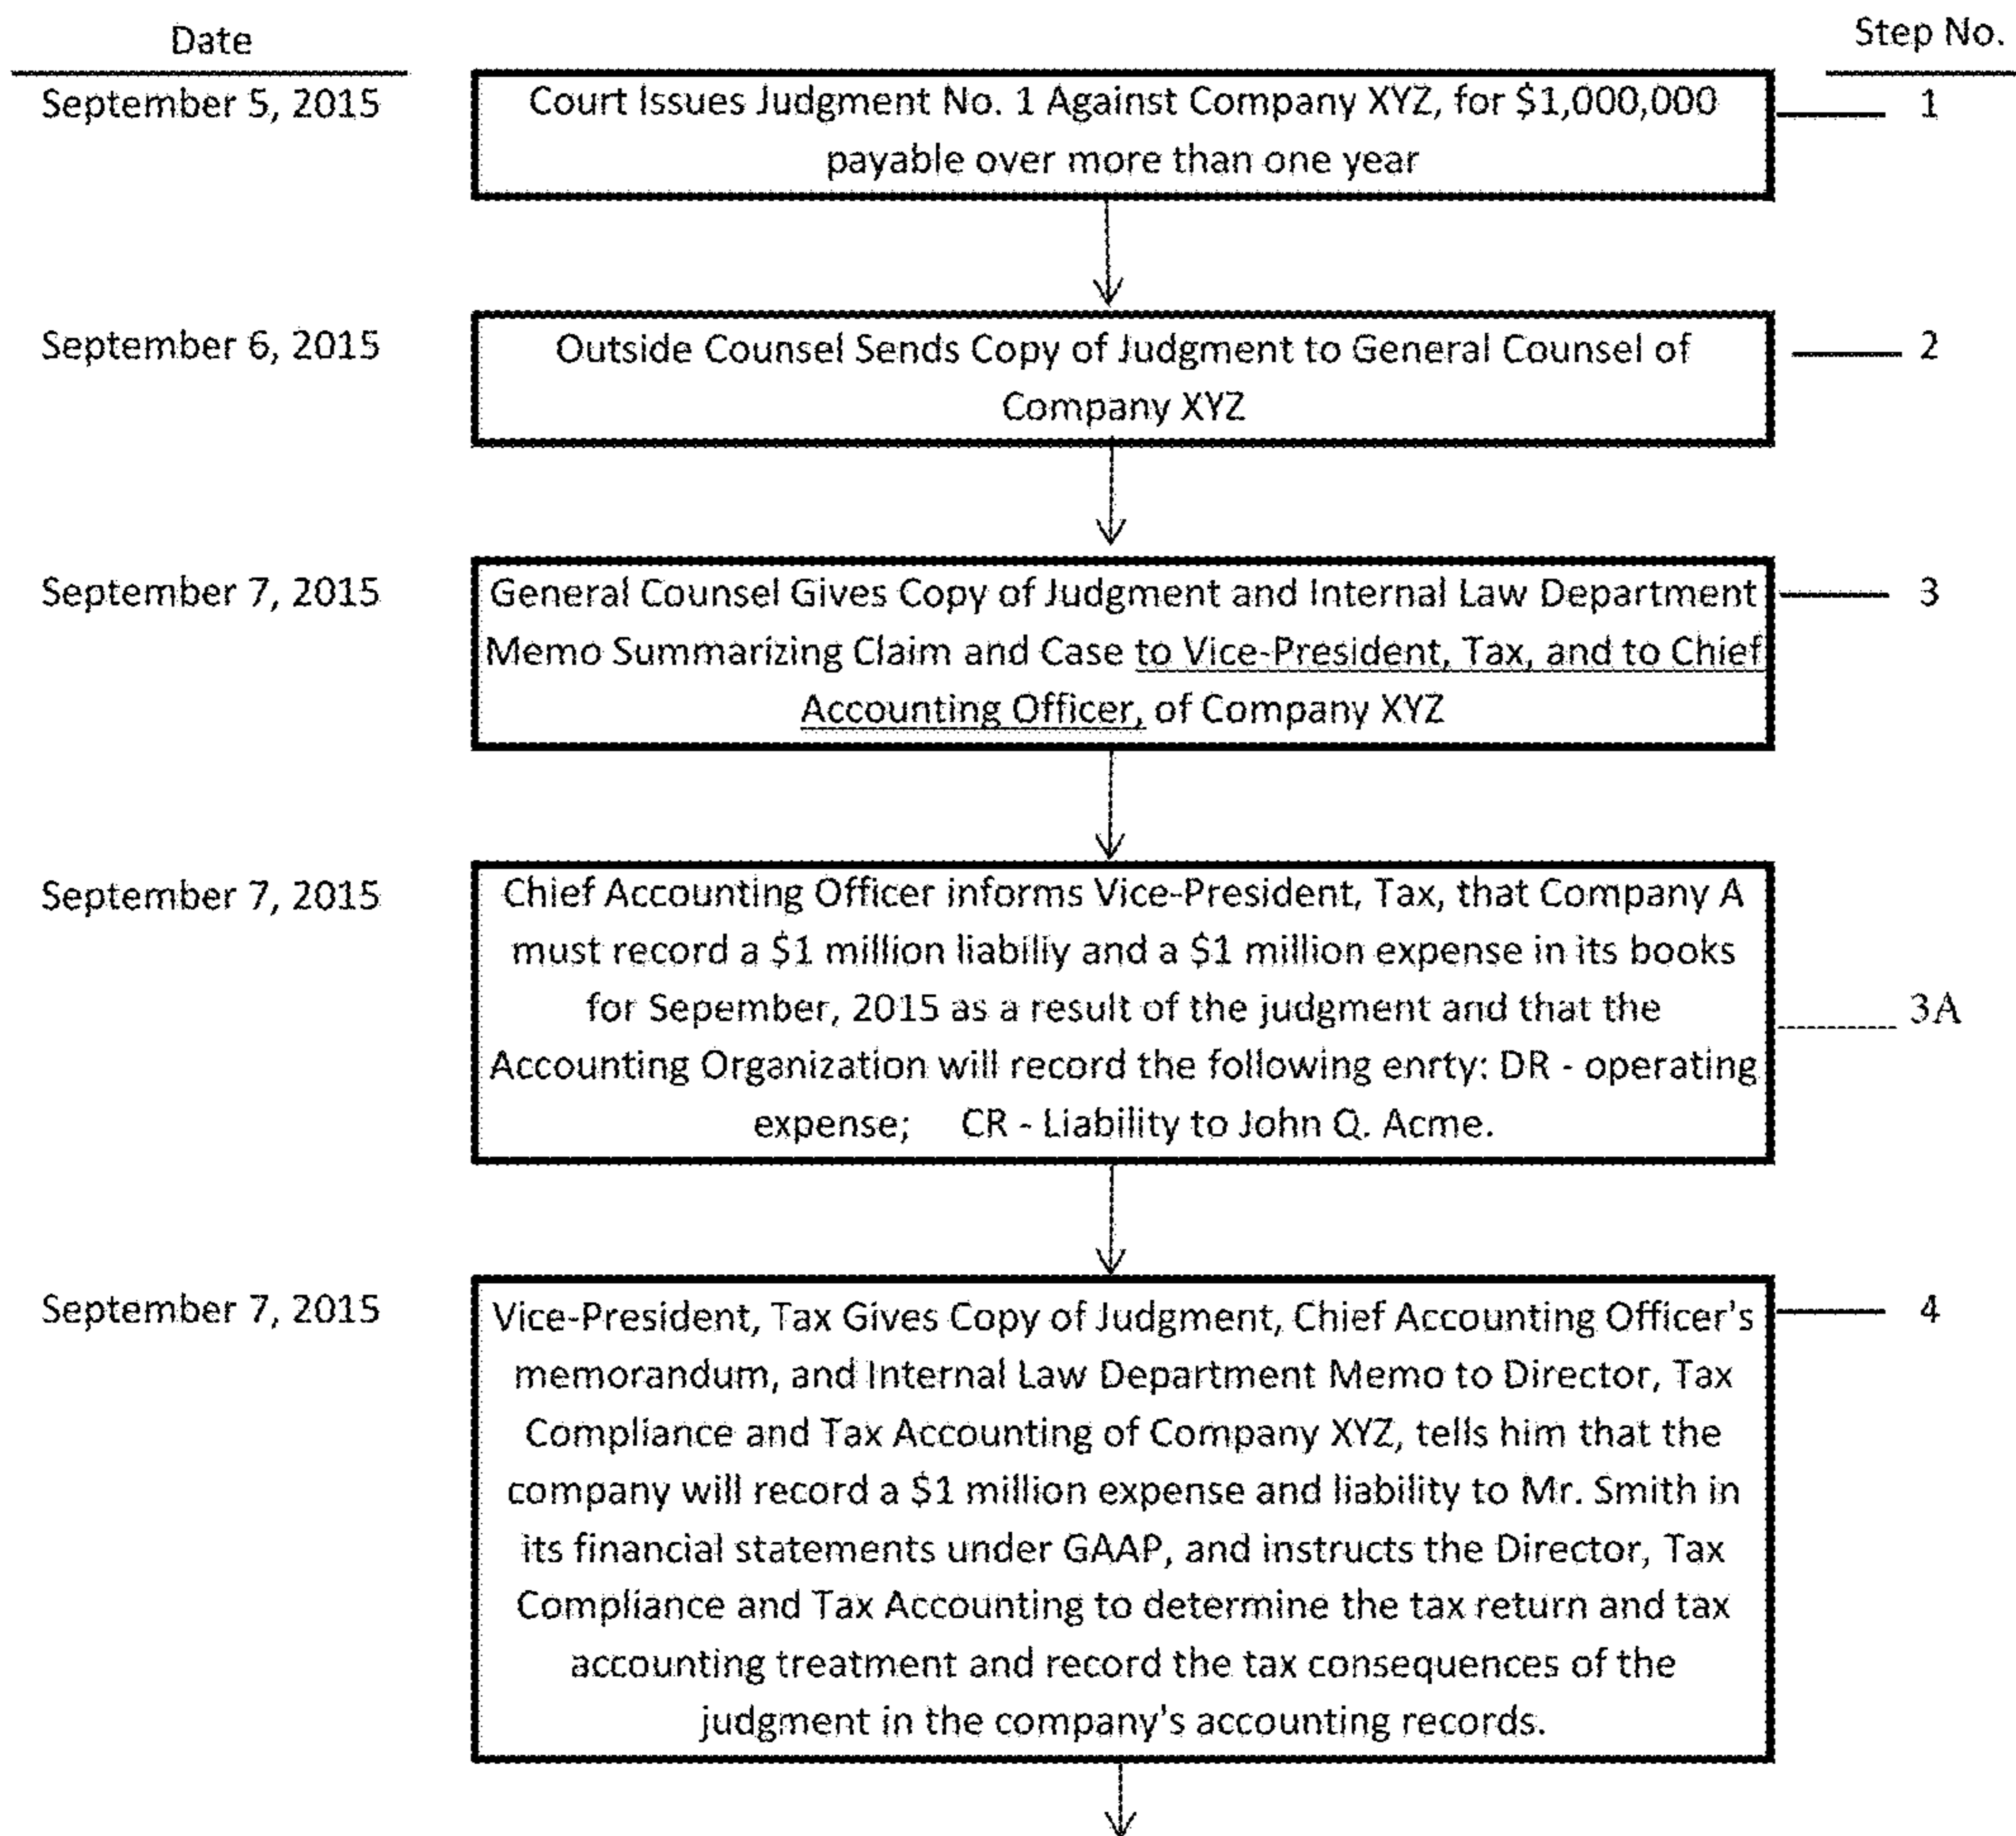 Date
Step No.
September 5, 2015
Court Issues Judgment No. 1 Against Company XYZ, for $1,000,000
payable over more than one year
1
September 6, 2015
Outside Counsel Sends Copy of Judgment to General Counsel of
Company XYZ
2
September 7, 2015
General Counsel Gives Copy of Judgment and Internal Law Department
Memo Summarizing Claim and Case to Vice-President, Tax, and to Chief
Accounting Officer, of Company XYZ
3
September 7, 2015
Chief Accounting Officer informs Vice-President, Tax, that Company A
must record a $1 million liabiliy and a $1 million expense in its books
for Sepember, 2015 as a result of the judgment and that the
Accounting Organization will record the following enrty: DR - operating
expense; CR - Liability to John Q. Acme.
3A
September 7, 2015
Vice-President, Tax Gives Copy of Judgment, Chief Accounting Officer's
memorandum, and Internal Law Department Memo to Director, Tax
Compliance and Tax Accounting of Company XYZ, tells him that the
company will record a $1 million expense and liability to Mr. Smith in
its financial statements under GAAP, and instructs the Director, Tax
Compliance and Tax Accounting to determine the tax return and tax
accounting treatment and record the tax consequences of the
judgment in the company's accounting records.
4